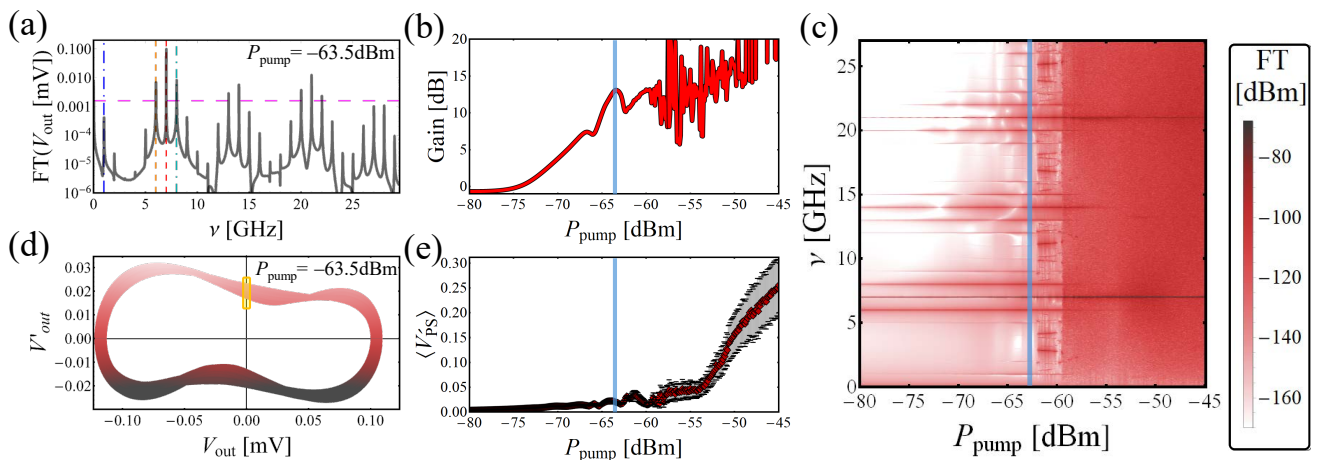 (a)
P_pump = −63.5dBm
FT(V_out [mV]
0.100
0.010
0.001
10^-4
10^-5
10^-6
0 5 10 15 20 25
ν [GHz]
(b)
Gain [dB]
20
15
10
5
0
−80 −75 −70 −65 −60 −55 −50 −45
P_pump [dBm]
(c)
ν [GHz]
25
20
15
10
5
0
−80 −75 −70 −65 −60 −55 −50 −45
P_pump [dBm]
FT
[dBm]
−80
−100
−120
−140
−160
(d)
P_pump = −63.5dBm
V'_out
0.03
0.02
0.01
0.00
−0.01
−0.02
−0.10 −0.05 0.00 0.05 0.10
V_out [mV]
(e)
⟨V'_PS⟩
0.30
0.25
0.20
0.15
0.10
0.05
0.00
−80 −75 −70 −65 −60 −55 −50 −45
P_pump [dBm]